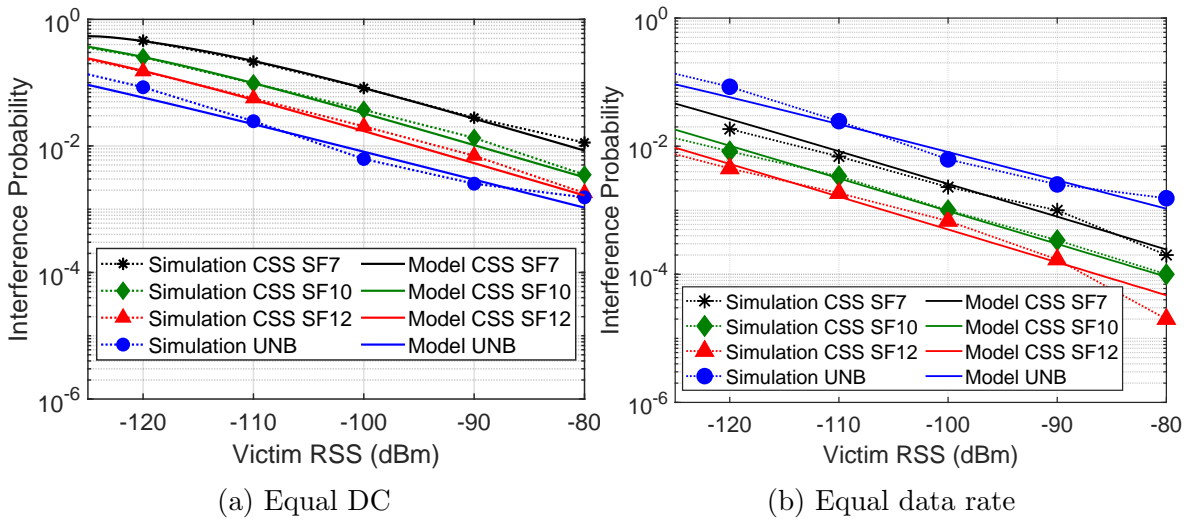 10^0
10^-2
10^-4
10^-6
Interference Probability
Simulation CSS SF7
Model CSS SF7
Simulation CSS SF10
Model CSS SF10
Simulation CSS SF12
Model CSS SF12
Simulation UNB
Model UNB
-120 -110 -100 -90 -80
Victim RSS (dBm)
(a) Equal DC
10^0
10^-2
10^-4
10^-6
Interference Probability
Simulation CSS SF7
Model CSS SF7
Simulation CSS SF10
Model CSS SF10
Simulation CSS SF12
Model CSS SF12
Simulation UNB
Model UNB
-120 -110 -100 -90 -80
Victim RSS (dBm)
(b) Equal data rate